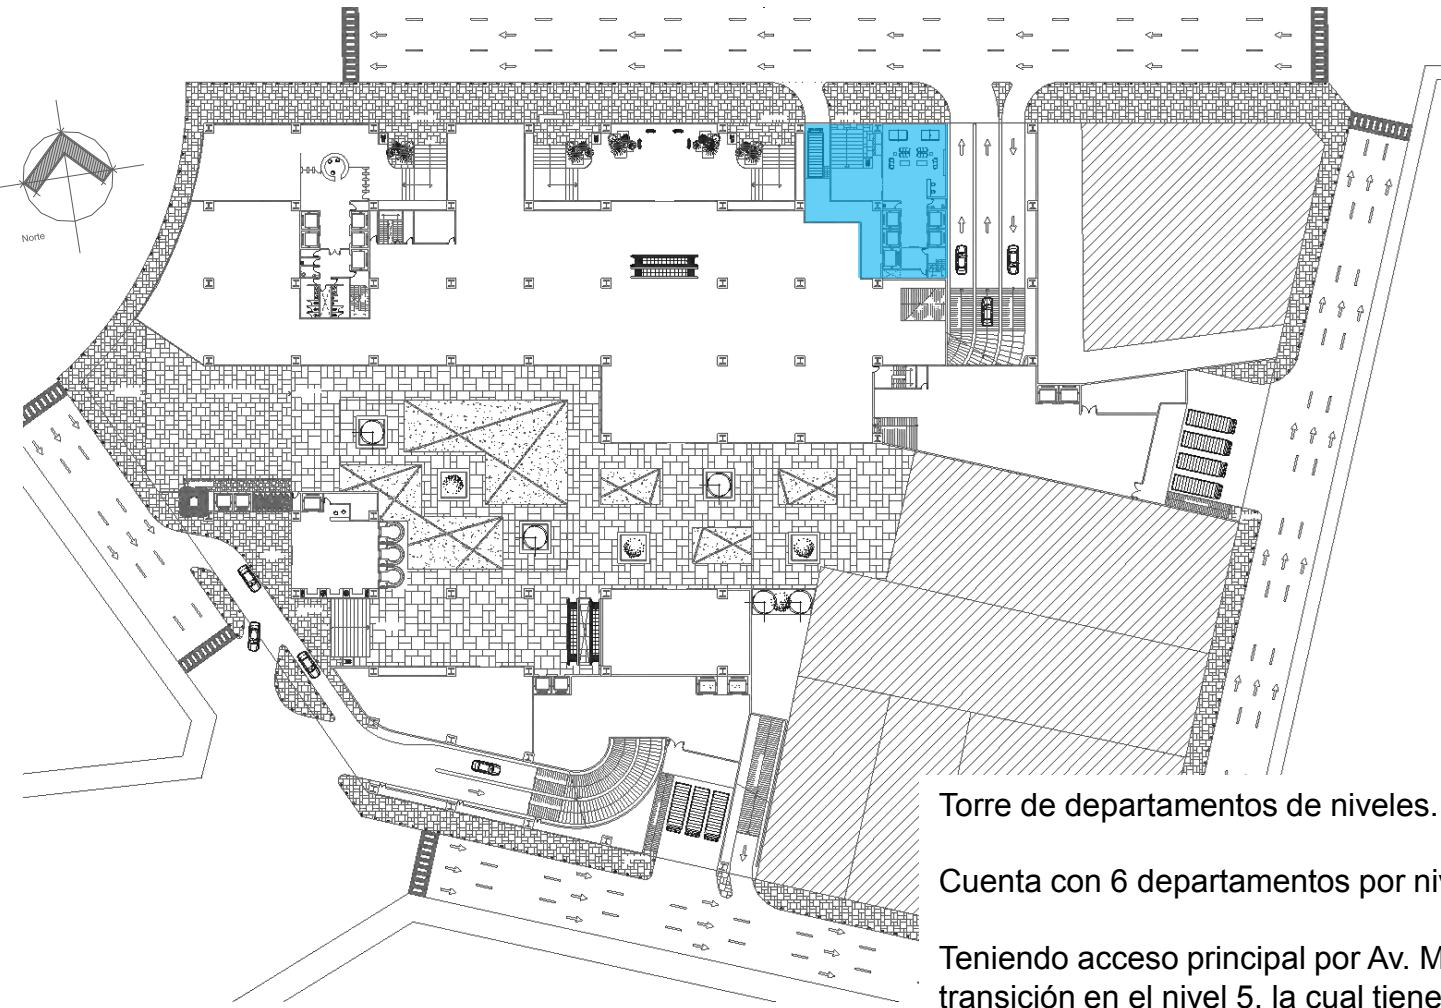 Norte
Torre de departamentos de niveles.
Cuenta con 6 departamentos por
Teniendo acceso principal por Av.
transición en el nivel 5, la cual tiene